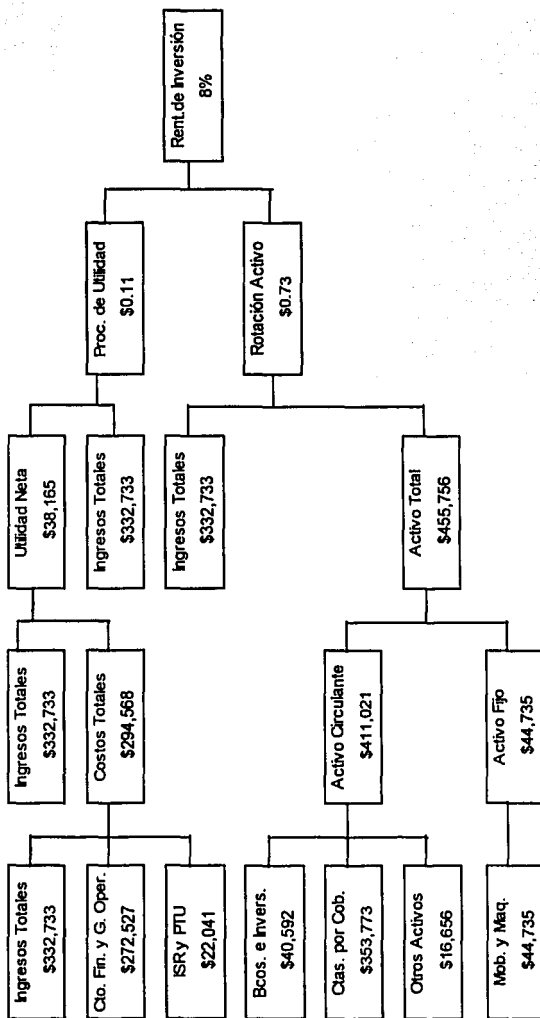 Ingresos Totales
$332,733
Cto. Fin. y G. Oper.
$272,527
ISR y PTU
$22,041
Bcos. e Invers.
$40,592
Ctas. por Cob.
$353,773
Otros Activos
$16,656
Mob. y Maq.
$44,735
Ingresos Totales
$332,733
Costos Totales
$294,568
Activo Circulante
$411,021
Activo Fijo
$44,735
Utilidad Neta
$38,165
Ingresos Totales
$332,733
Ingresos Totales
$332,733
Activo Total
$455,756
Proc. de Utilidad
$0.11
Rotación Activo
$0.73
Rent.de Inversión
8%